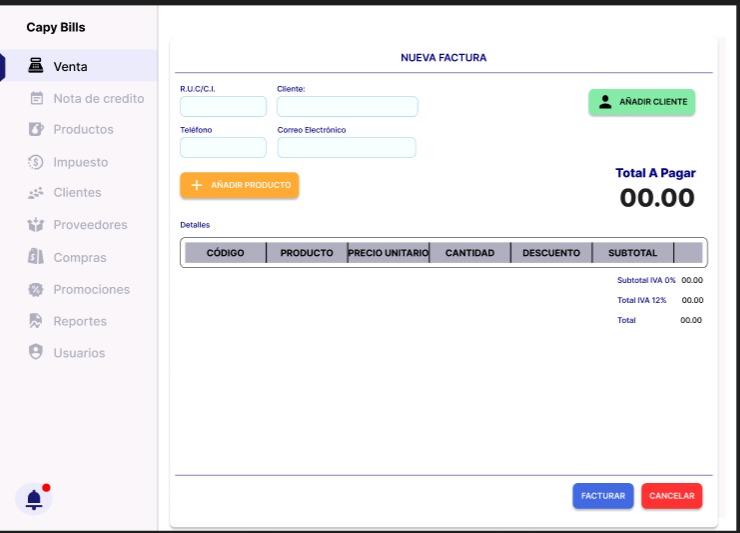 Capy Bills
Venta
Nota de credito
Productos
Impuesto
Clientes
Proveedores
Compras
Promociones
Reportes
Usuarios
NUEVA FACTURA
R.U.C/C.I.
Cliente:
AÑADIR CLIENTE
Teléfono
Correo Electrónico
AÑADIR PRODUCTO
Total A Pagar
00.00
Detalles
CÓDIGO PRODUCTO PRECIO UNITARIO CANTIDAD DESCUENTO SUBTOTAL
Subtotal IVA 0% 00.00
Total IVA 12% 00.00
Total 00.00
FACTURAR
CANCELAR